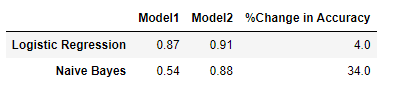 Model1 Model2 %Change in Accuracy
Logistic Regression 0.87 0.91 4.0
Naive Bayes 0.54 0.88 34.0